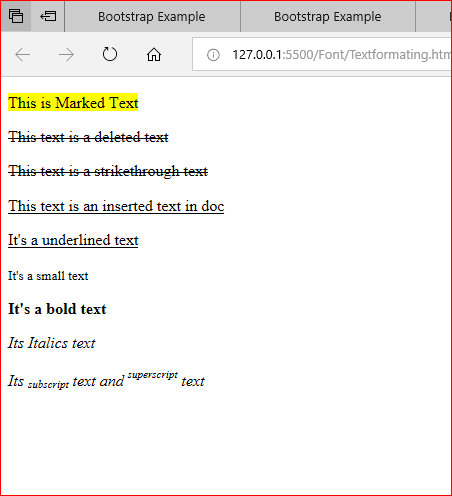 Bootstrap Example Bootstrap Example
127.0.0.1:5500/Font/Textformating.htm
This is Marked Text
This text is a deleted text
This text is a strikethrough text
This text is an inserted text in doc
It's a underlined text
It's a small text
It's a bold text
Its Italics text
Its subscript text and superscript text